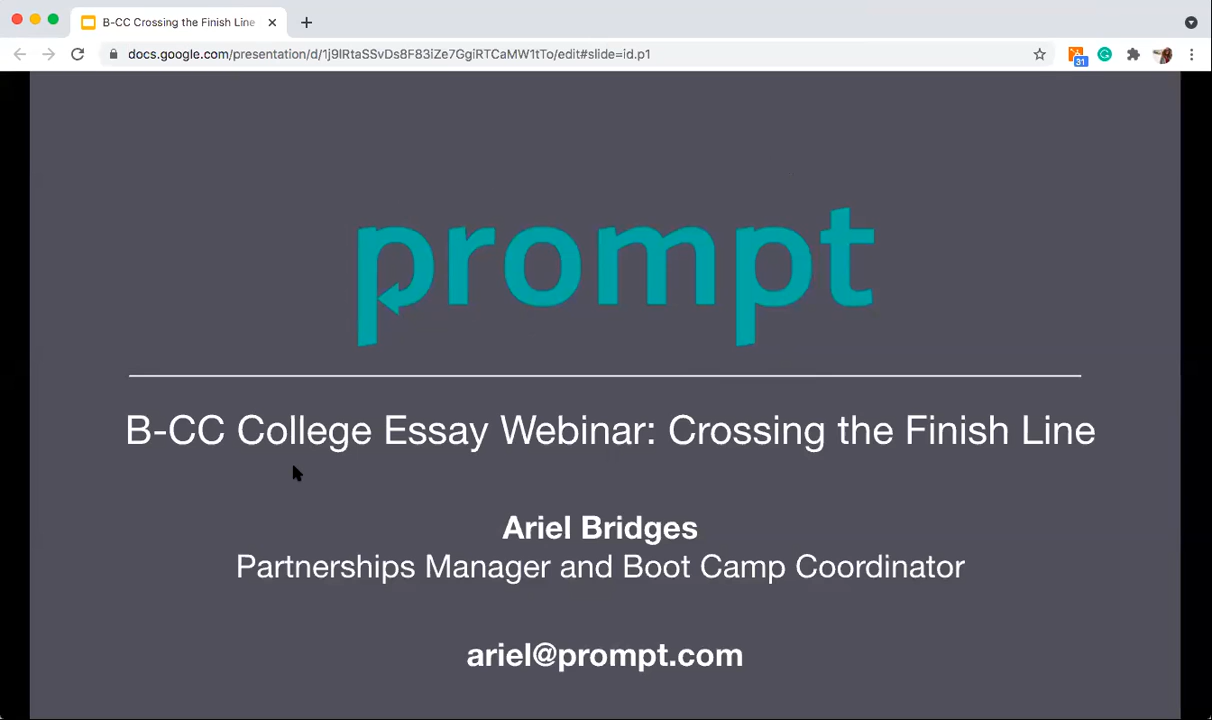 B-CC Crossing the Finish Line
docs.google.com/presentation/d/1j9lRtaSSvDs8F83iZe7GgiRTCaMW1tTo/edit#slide=id.p1
31
prompt
B-CC College Essay Webinar: Crossing the Finish Line
Ariel Bridges
Partnerships Manager and Boot Camp Coordinator
ariel@prompt.com